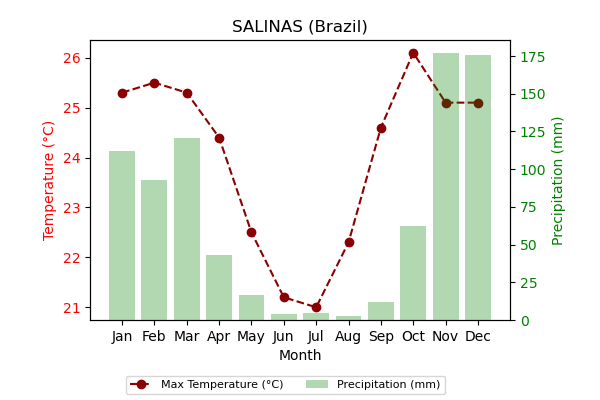 SALINAS (Brazil)
Temperature (°C)
26
25
24
23
22
21
175
150
125
100
75
50
25
0
Precipitation (mm)
Jan Feb Mar Apr May Jun Jul Aug Sep Oct Nov Dec
Month
Max Temperature (°C) Precipitation (mm)